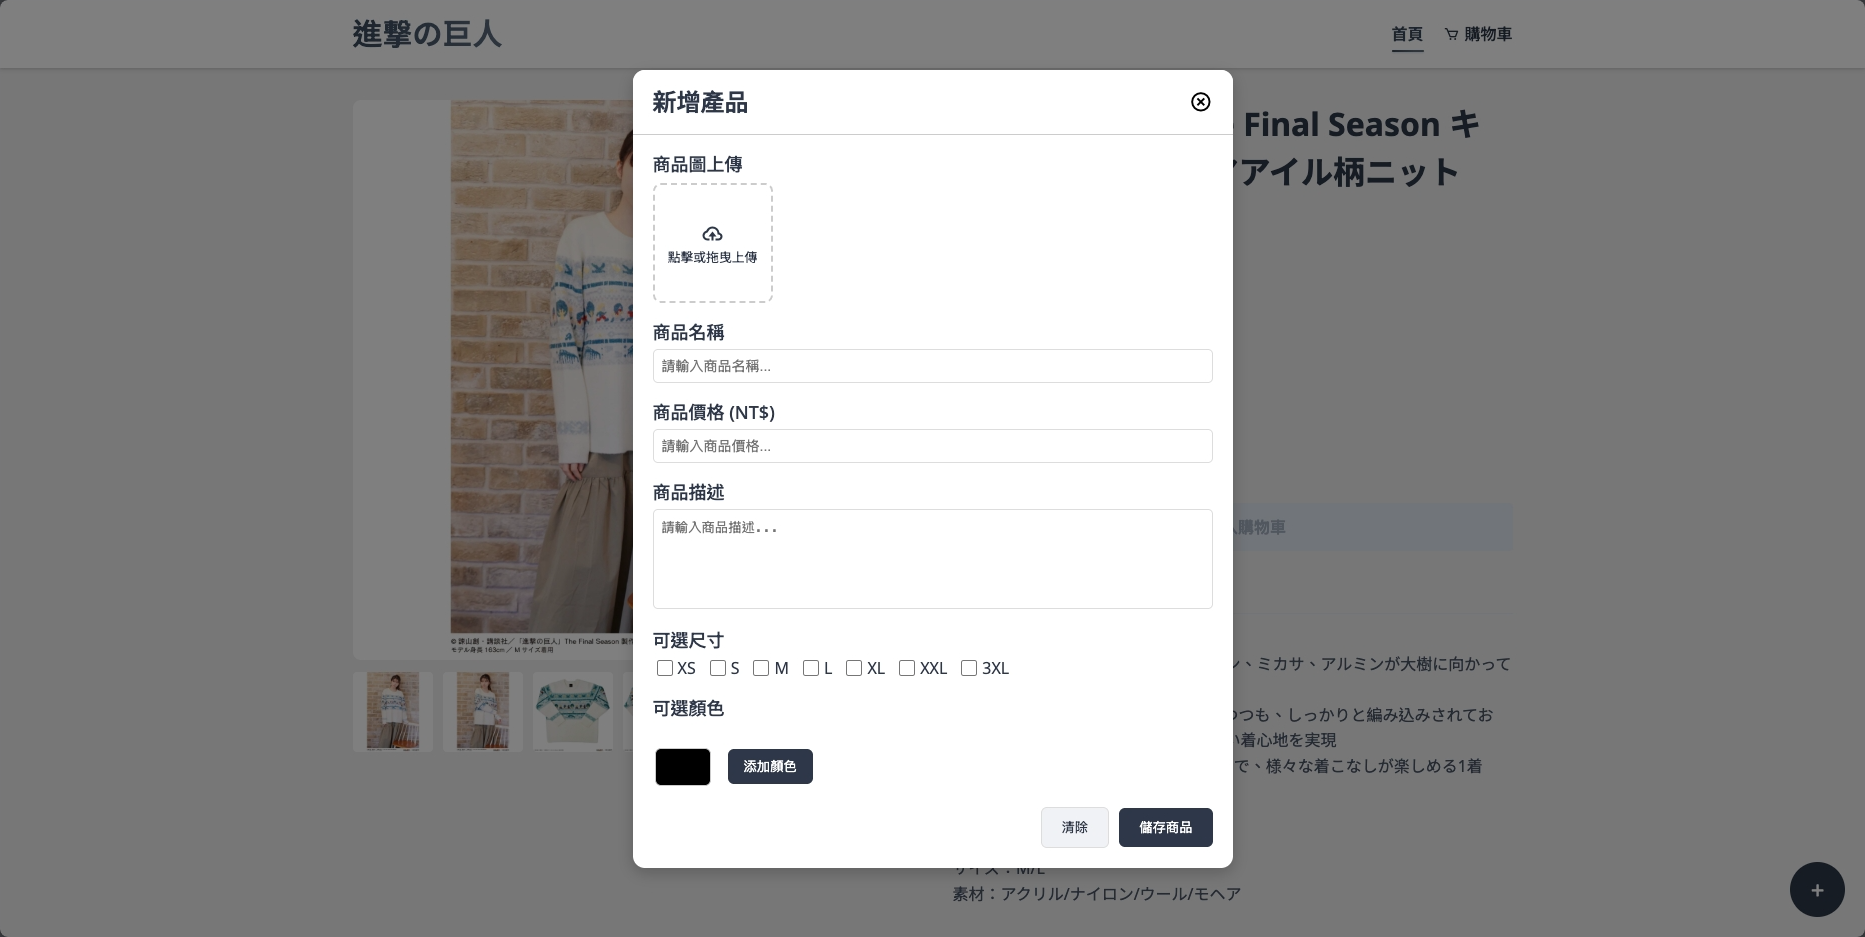 進撃の巨人
首頁
購物車
Final Season キ
アイル柄ニット
購物車
ン、ミカサ、アルミンが大樹に向かって
つつも、しっかりと編み込みされてお
い着心地を実現
で、様々な着こなしが楽しめる1着
サイズ：M/L
素材：アクリル/ナイロン/ウール/モヘア
© 諫山創・講談社／「進撃の巨人」The Final Season 製作
モデル身長 163cm ／ M サイズ着用
新增產品
商品圖上傳
點擊或拖曳上傳
商品名稱
請輸入商品名稱...
商品價格 (NT$)
請輸入商品價格...
商品描述
請輸入商品描述...
可選尺寸
XS S M L XL XXL 3XL
可選顏色
添加顏色
清除
儲存商品
+